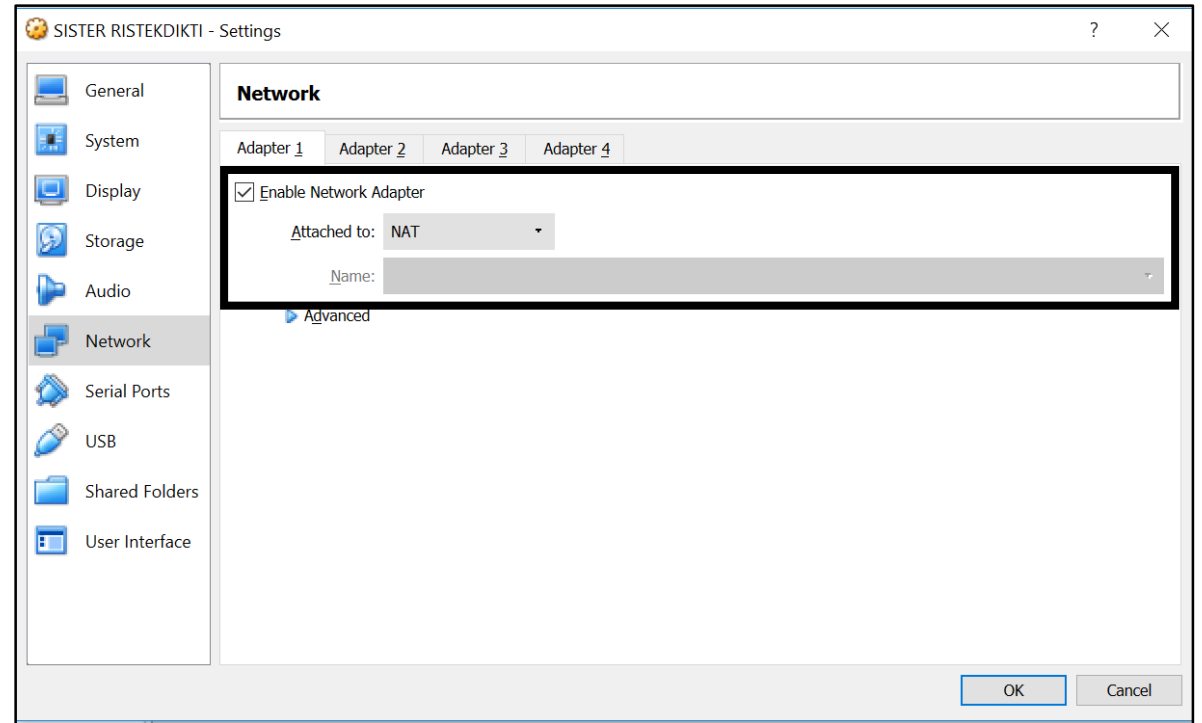 SISTER RISTEKDIKTI - Settings
?
General
System
Display
Storage
Audio
Network
Serial Ports
USB
Shared Folders
User Interface
Network
Adapter 1 Adapter 2 Adapter 3 Adapter 4
Enable Network Adapter
Attached to: NAT
Name:
Advanced
OK Cancel